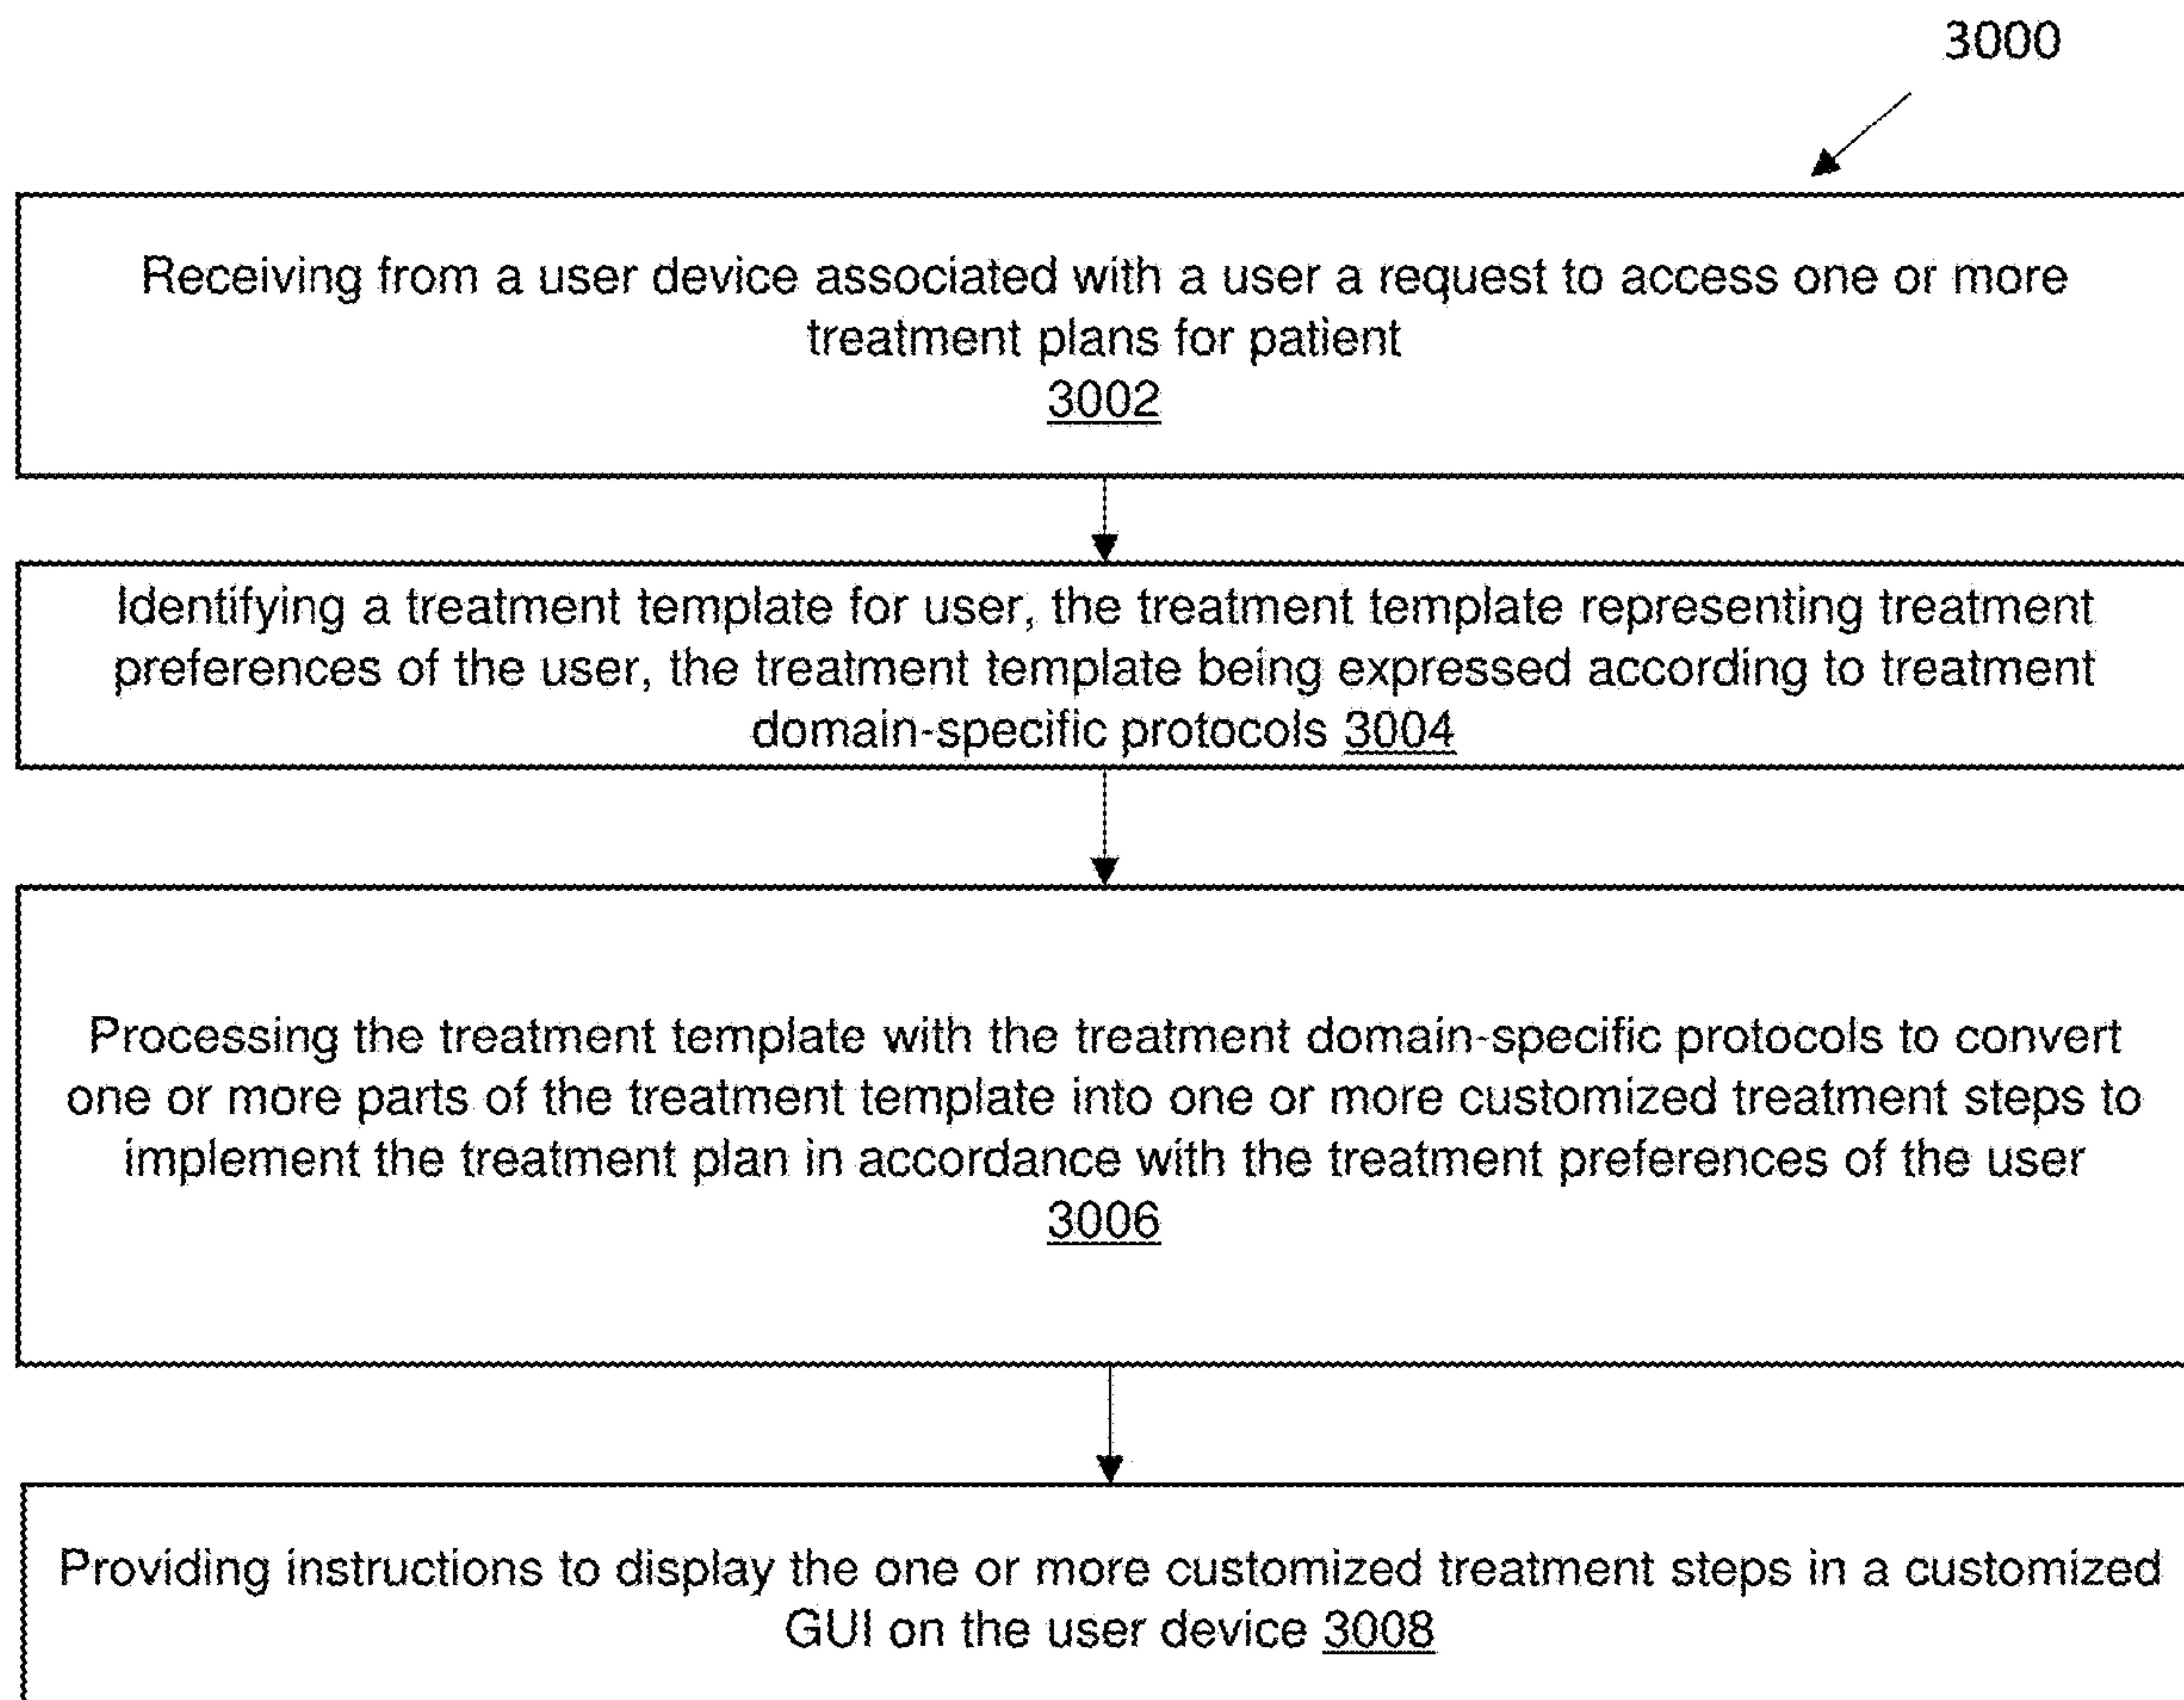 3000
Receiving from a user device associated with a user a request to access one or more
treatment plans for patient
3002
Identifying a treatment template for user, the treatment template representing treatment
preferences of the user, the treatment template being expressed according to treatment
domain-specific protocols 3004
Processing the treatment template with the treatment domain-specific protocols to convert
one or more parts of the treatment template into one or more customized treatment steps to
implement the treatment plan in accordance with the treatment preferences of the user
3006
Providing instructions to display the one or more customized treatment steps in a customized
GUI on the user device 3008